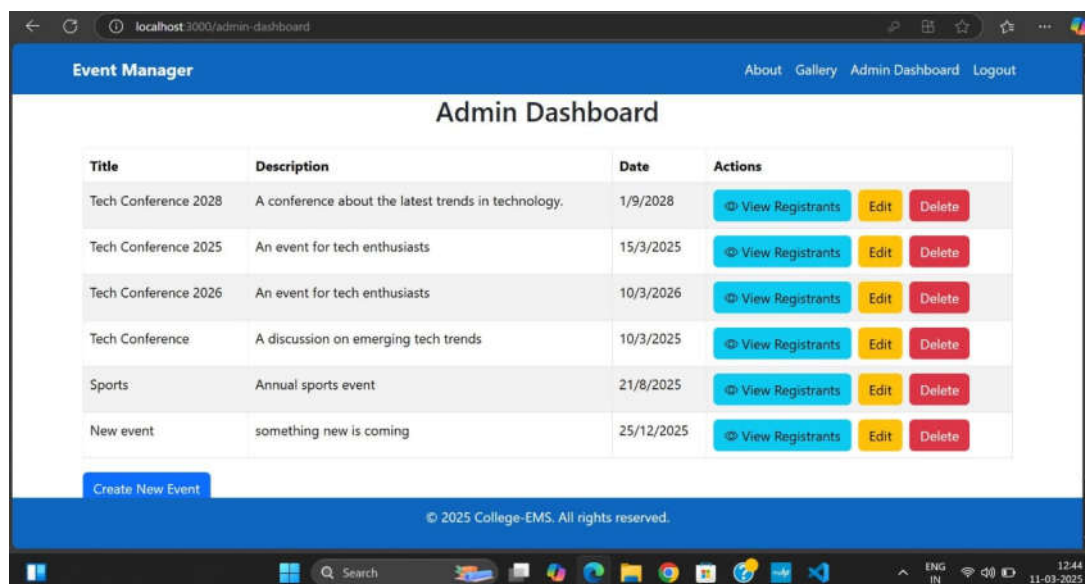 localhost:3000/admin-dashboard
Event Manager About Gallery Admin Dashboard Logout
Admin Dashboard
Title Description Date Actions
Tech Conference 2028 A conference about the latest trends in technology. 1/9/2028 View Registrants Edit Delete
Tech Conference 2025 An event for tech enthusiasts 15/3/2025 View Registrants Edit Delete
Tech Conference 2026 An event for tech enthusiasts 10/3/2026 View Registrants Edit Delete
Tech Conference A discussion on emerging tech trends 10/3/2025 View Registrants Edit Delete
Sports Annual sports event 21/8/2025 View Registrants Edit Delete
New event something new is coming 25/12/2025 View Registrants Edit Delete
Create New Event
© 2025 College-EMS. All rights reserved.
Search ENG 12:44
IN 11-03-2025